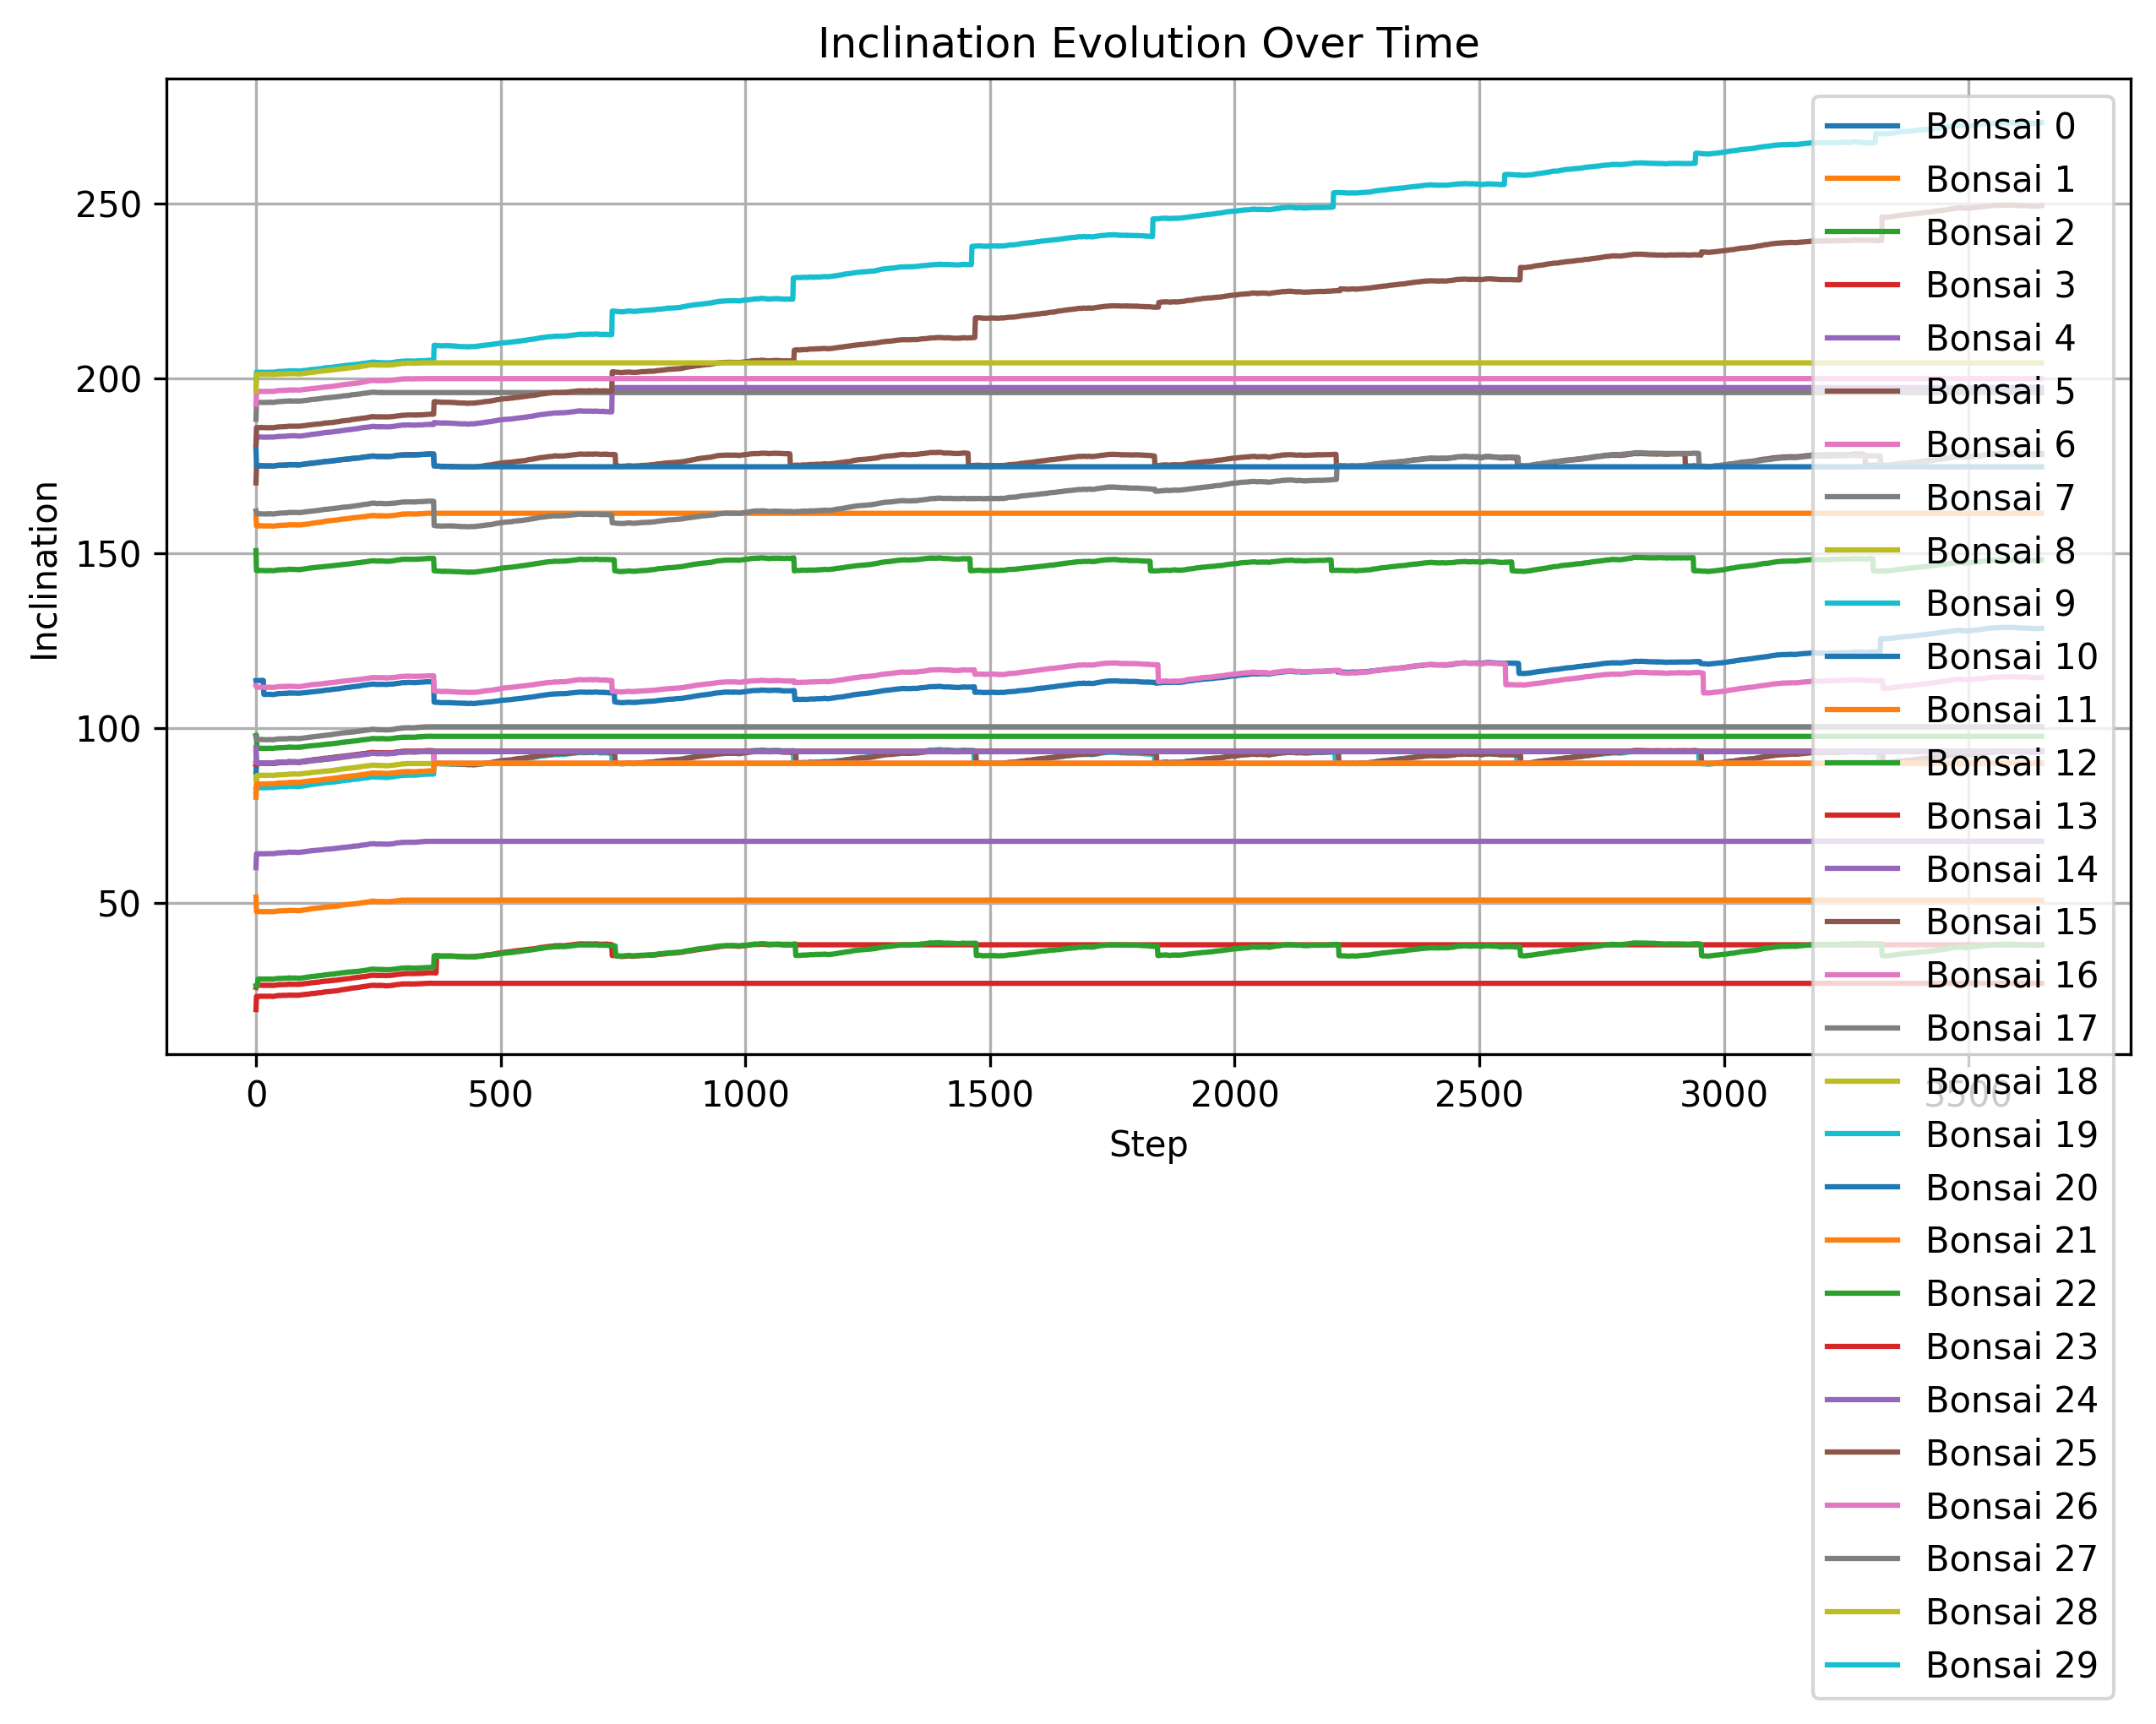 Inclination Evolution Over Time
Inclination
250
200
150
100
50
0
500
1000
1500
2000
2500
3000
3500
Step
Bonsai 0
Bonsai 1
Bonsai 2
Bonsai 3
Bonsai 4
Bonsai 5
Bonsai 6
Bonsai 7
Bonsai 8
Bonsai 9
Bonsai 10
Bonsai 11
Bonsai 12
Bonsai 13
Bonsai 14
Bonsai 15
Bonsai 16
Bonsai 17
Bonsai 18
Bonsai 19
Bonsai 20
Bonsai 21
Bonsai 22
Bonsai 23
Bonsai 24
Bonsai 25
Bonsai 26
Bonsai 27
Bonsai 28
Bonsai 29